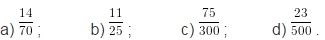 a) 14/70 ; b) 11/25 ; c) 75/300 ; d) 23/500 .